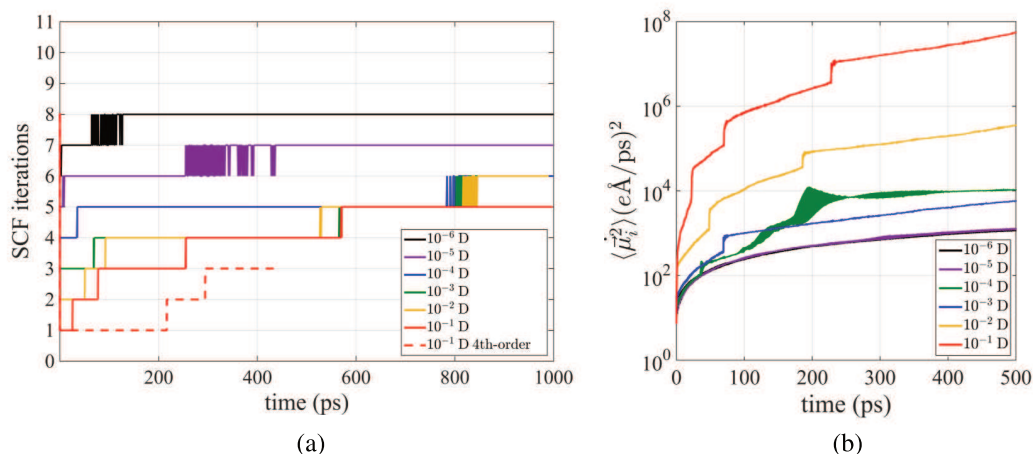 11
10
9
8
7
6
5
4
3
2
1
0
SCF iterations
200
400
600
800
1000
time (ps)
10⁻⁶ D
10⁻⁵ D
10⁻⁴ D
10⁻³ D
10⁻² D
10⁻¹ D
10⁻¹ D 4th-order
(a)
10⁸
10⁶
10⁴
10²
10⁰
⟨μ̇ᵢ²⟩(eÅ/ps)²
0
100
200
300
400
500
time (ps)
10⁻⁶ D
10⁻⁵ D
10⁻⁴ D
10⁻³ D
10⁻² D
10⁻¹ D
(b)